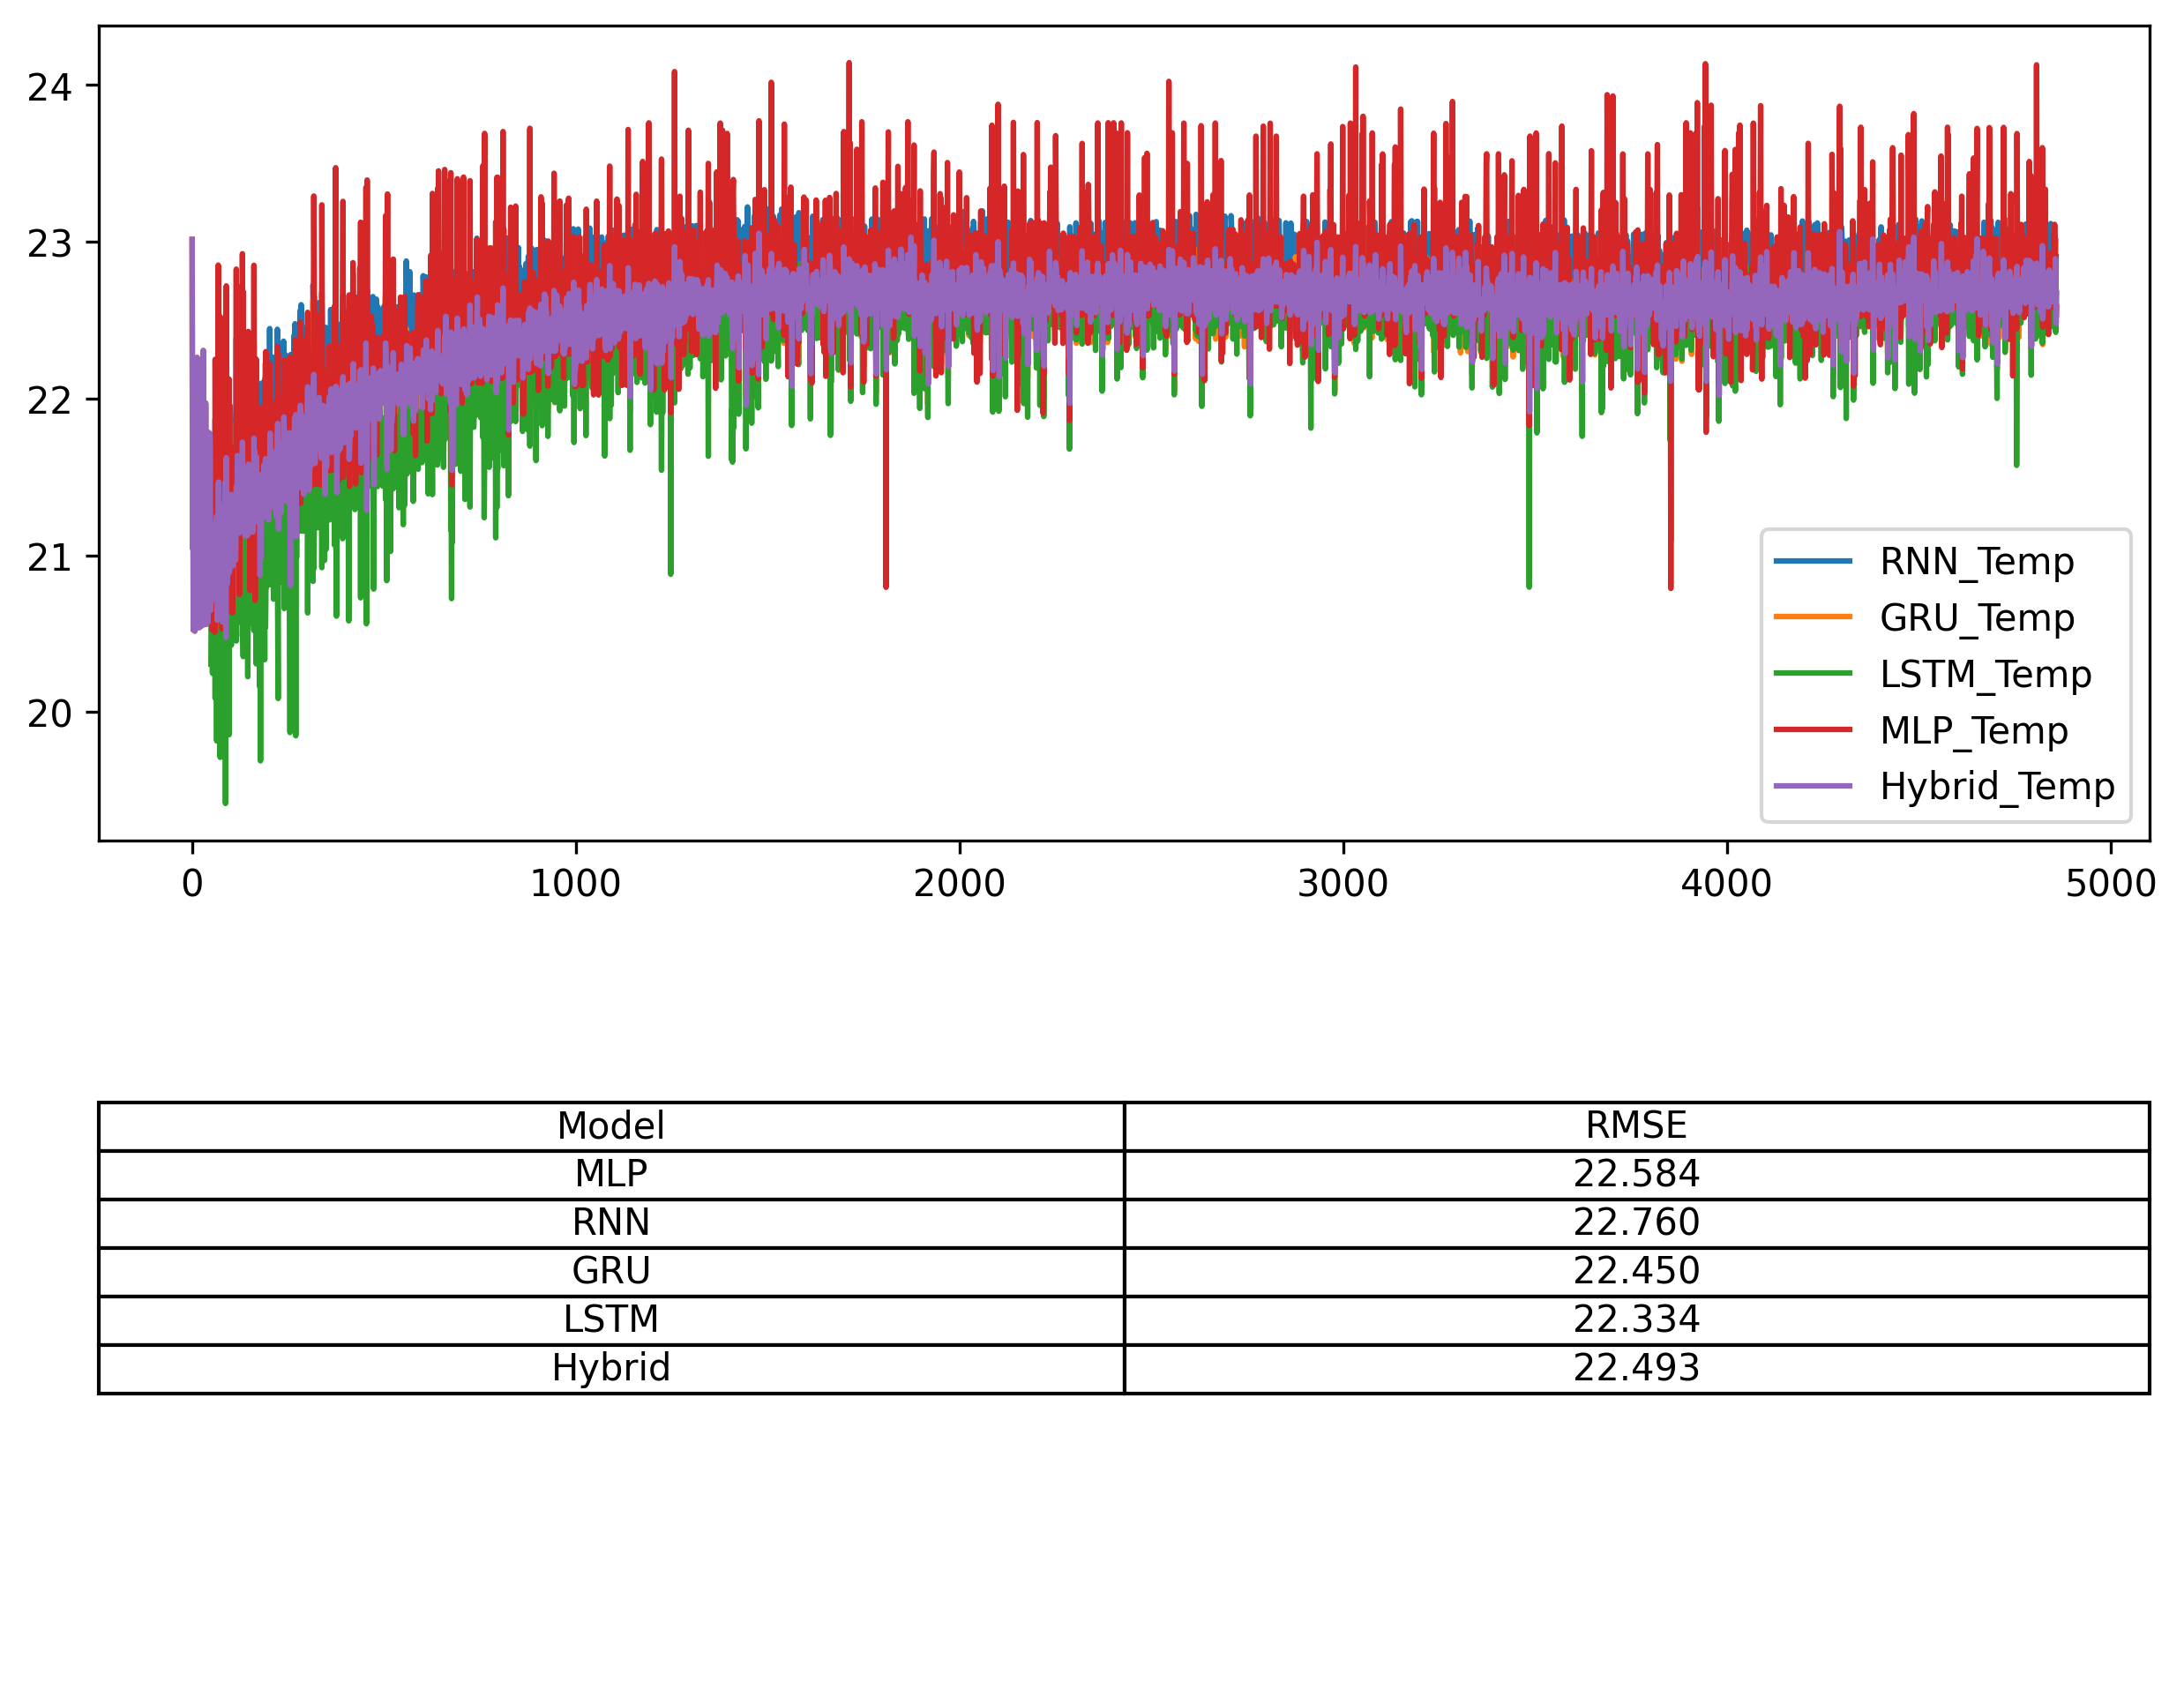 24
23
22
21
20
0 1000 2000 3000 4000 5000
RNN_Temp
GRU_Temp
LSTM_Temp
MLP_Temp
Hybrid_Temp
Model RMSE
MLP 22.584
RNN 22.760
GRU 22.450
LSTM 22.334
Hybrid 22.493